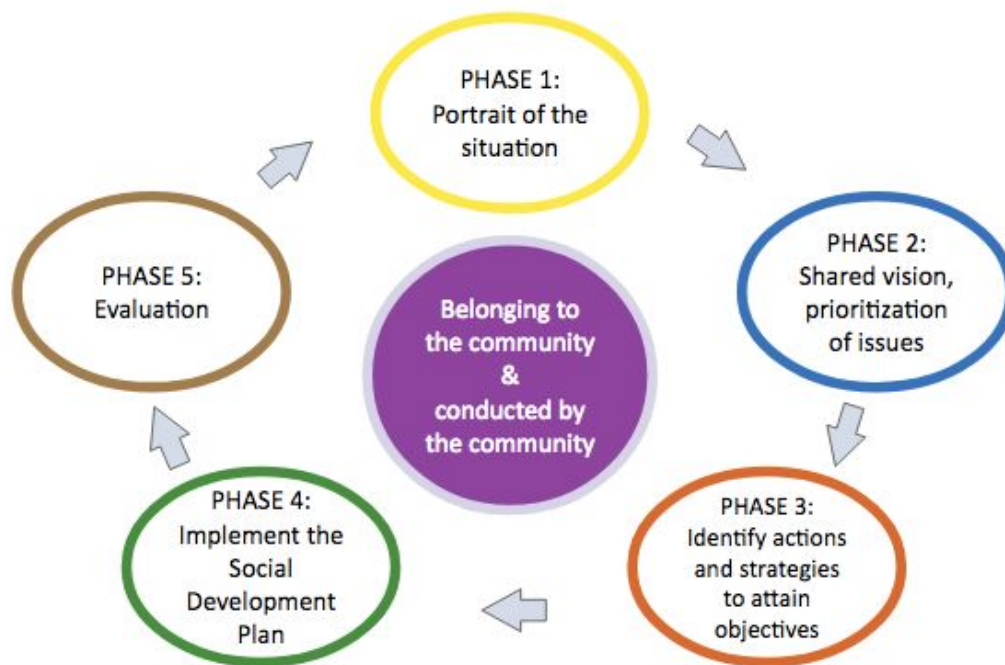 PHASE 1:
Portrait of the
situation
PHASE 2:
Shared vision,
prioritization
of issues
PHASE 3:
Identify actions
and strategies
to attain
objectives
PHASE 4:
Implement the
Social
Development
Plan
PHASE 5:
Evaluation
Belonging to
the community
&
conducted by
the community